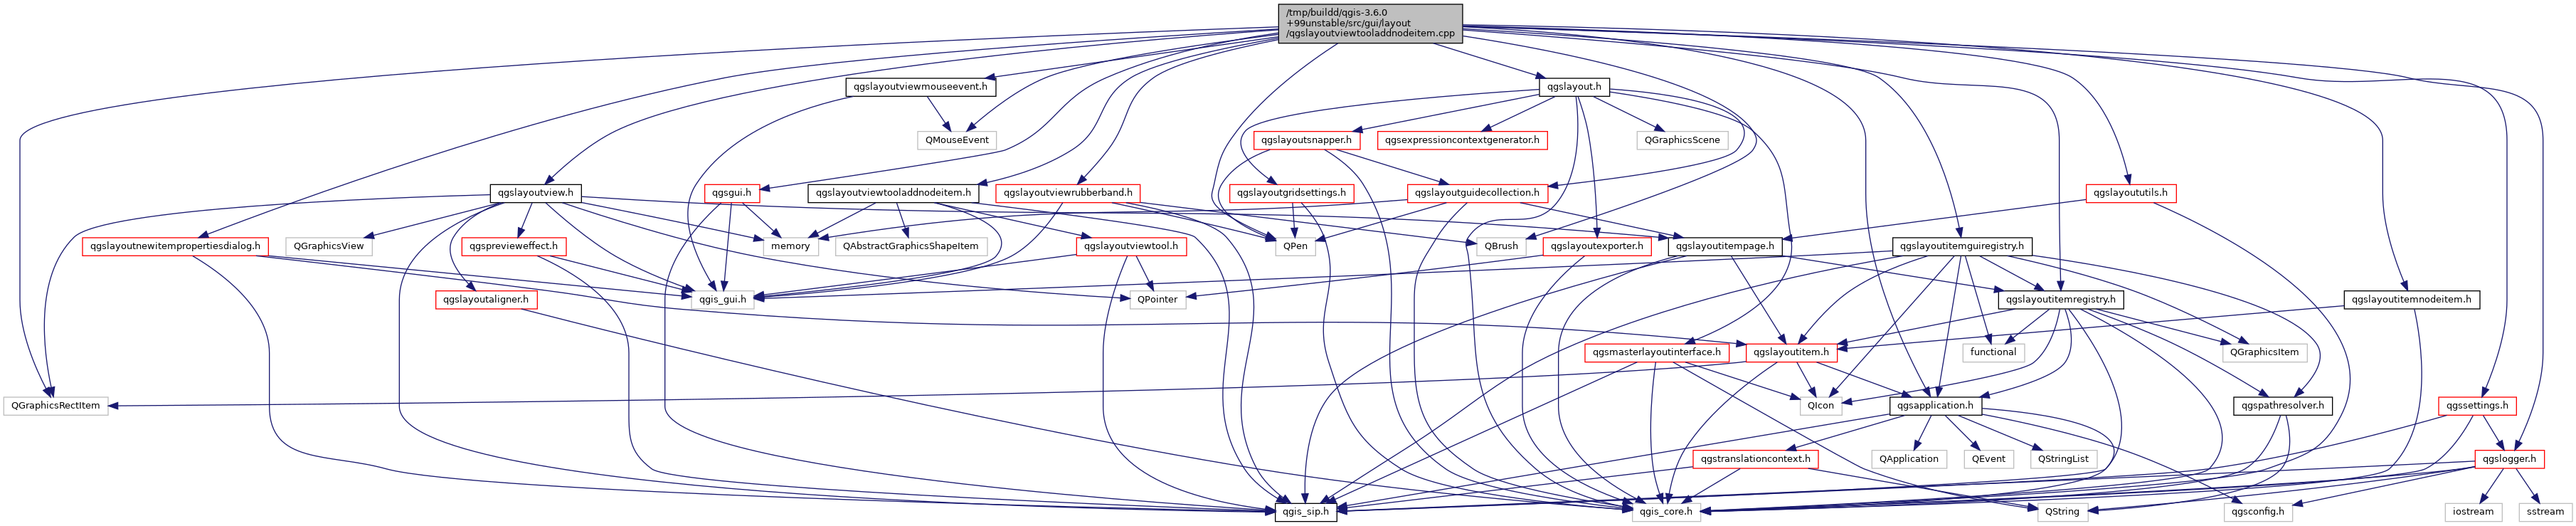 /tmp/buildd/qgis-3.6.0
+99unstable/src/gui/layout
/qgslayoutviewtooladdnodeitem.cpp
qgslayoutviewmouseevent.h
qgslayout.h
QMouseEvent
qgslayoutsnapper.h
qgsexpressioncontextgenerator.h
QGraphicsScene
qgslayoutview.h
qgsgui.h
qgslayoutviewtooladdnodeitem.h
qgslayoutviewrubberband.h
qgslayoutgridsettings.h
qgslayoutguidecollection.h
qgslayoututils.h
qgslayoutnewitempropertiesdialog.h
QGraphicsView
qgsprevieweffect.h
memory
QAbstractGraphicsShapeItem
qgslayoutviewtool.h
QPen
QBrush
qgslayoutexporter.h
qgslayoutitempage.h
qgslayoutitemguiregistry.h
qgslayoutaligner.h
qgis_gui.h
QPointer
qgslayoutitemregistry.h
qgslayoutitemnodeitem.h
qgsmasterlayoutinterface.h
qgslayoutitem.h
functional
QGraphicsItem
QGraphicsRectItem
QIcon
qgsapplication.h
qgspathresolver.h
qgssettings.h
qgstranslationcontext.h
QApplication
QEvent
QStringList
qgslogger.h
qgis_sip.h
qgis_core.h
QString
qgsconfig.h
iostream
sstream